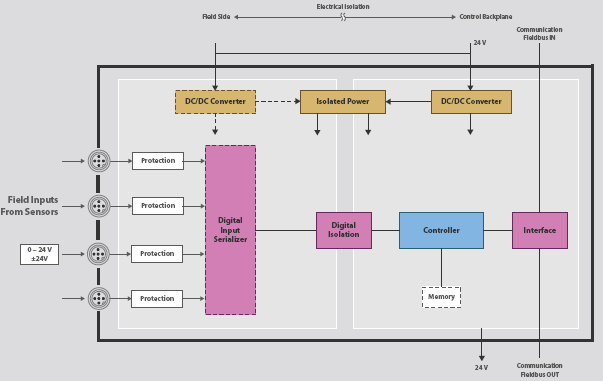 Electrical Isolation
Field Side
Control Backplane
Communication
Fieldbus IN
24 V
DC/DC Converter
Isolated Power
DC/DC Converter
Protection
Protection
Protection
Protection
Field Inputs
From Sensors
0 – 24 V
±24V
Digital
Input
Serializer
Digital
Isolation
Controller
Interface
Memory
24 V
Communication
Fieldbus OUT